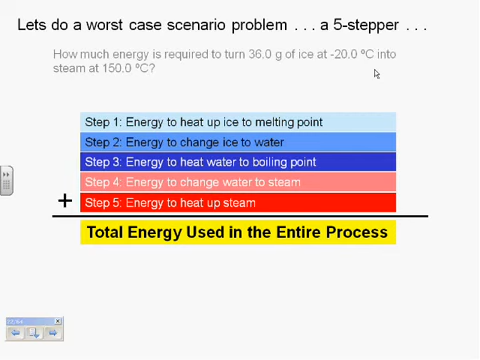 Lets do a worst case scenario problem . . . a 5-stepper . . .
How much energy is required to turn 36.0 g of ice at -20.0 ºC into
steam at 150.0 ºC?
Step 1: Energy to heat up ice to melting point
Step 2: Energy to change ice to water
Step 3: Energy to heat water to boiling point
Step 4: Energy to change water to steam
+ Step 5: Energy to heat up steam
Total Energy Used in the Entire Process